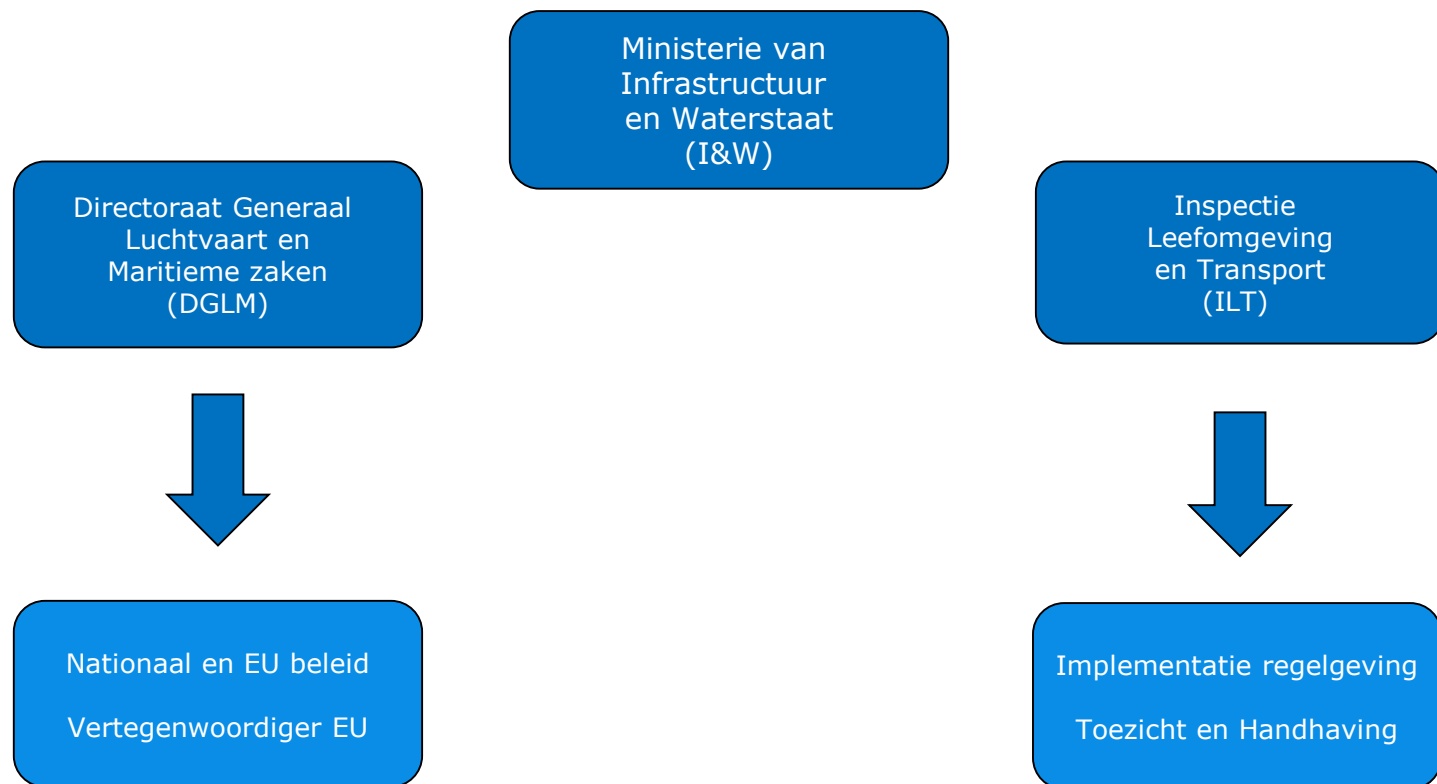 Ministerie van
Infrastructuur
en Waterstaat
(I&W)
Directoraat Generaal
Luchtvaart en
Maritieme zaken
(DGLM)
Inspectie
Leefomgeving
en Transport
(ILT)
Nationaal en EU beleid
Vertegenwoordiger EU
Implementatie regelgeving
Toezicht en Handhaving